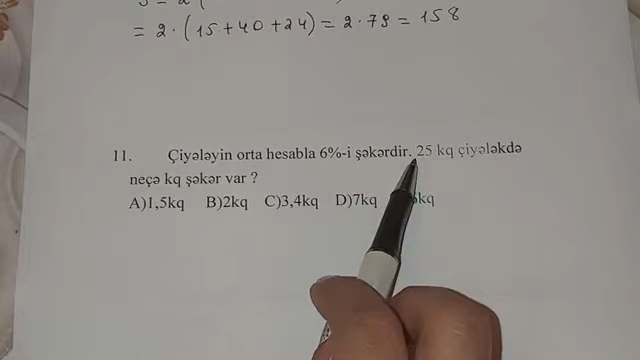 = 2 · (15+40+24) = 2 · 79 = 158
11. Çiyələyin orta hesabla 6%-i şəkərdir. 25 kq çiyələkdə
neçə kq şəkər var ?
A)1,5kq B)2kq C)3,4kq D)7kq